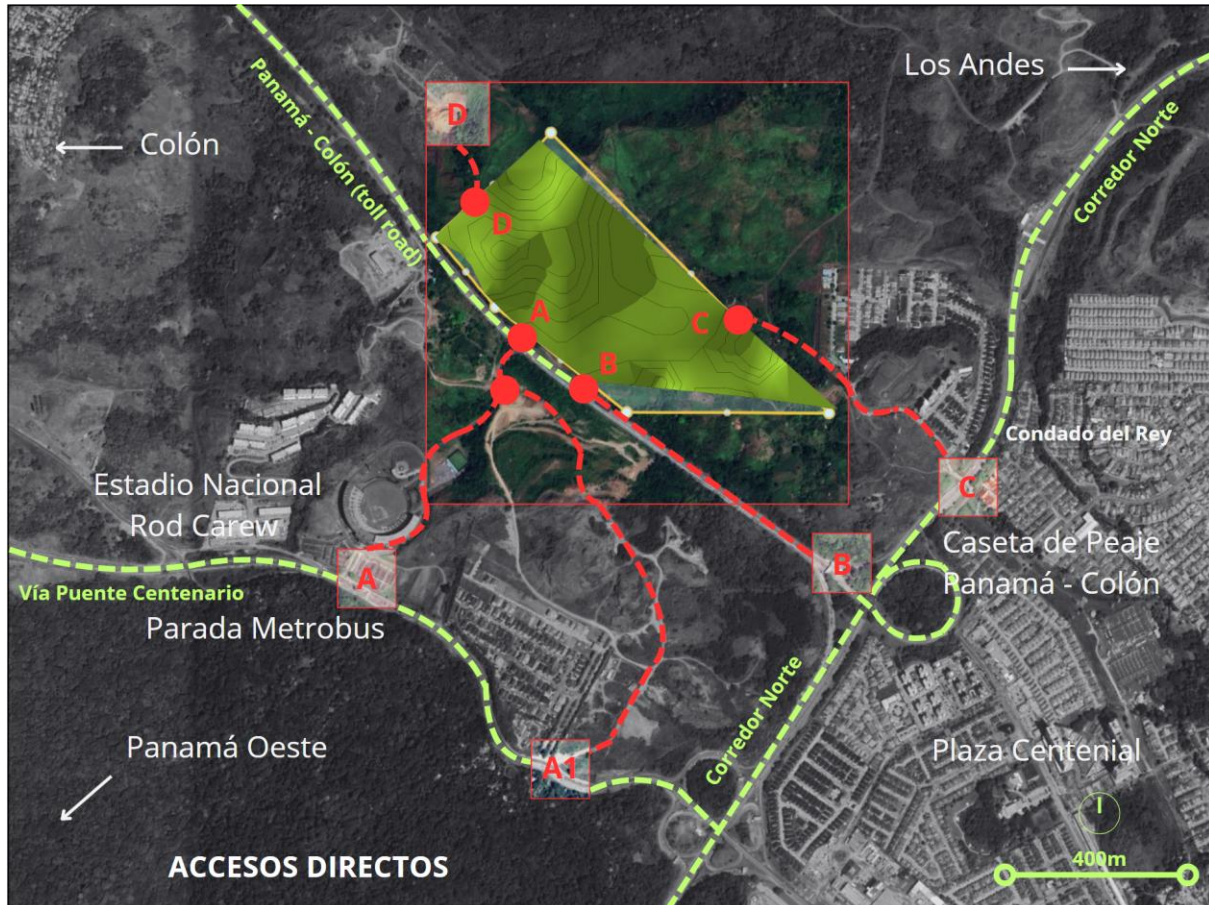 Los Andes
Colón
Panamá - Colón (toll road)
Corredor Norte
D
D
A
C
B
Condado del Rey
Estadio Nacional
Rod Carew
C
A
B
Caseta de Peaje
Panamá - Colón
Vía Puente Centenario
Parada Metrobus
Corredor Norte
Panamá Oeste
A1
Plaza Centenial
ACCESOS DIRECTOS
400m